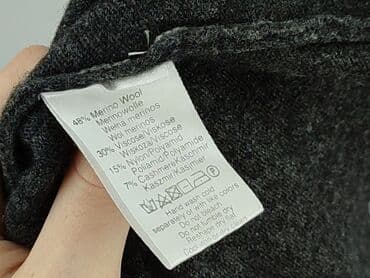 48% Merino Wool
Merinowolle
Wełna merinos
Wol merinos
30% Viscose/Viskose
Wiskoza/Viscose
15% Nylon/Polyamid
Poliamid/Polyamide
7% Cashmere/Kaschmir
Kaszmir/Kasjmier
Hand wash cold
separately or with like colors
Do not bleach
Do not tumble dry
Reshape dry flat